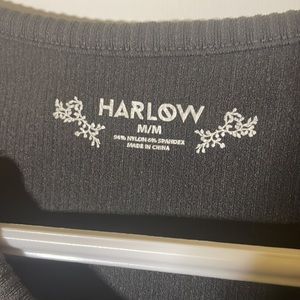 HARLOW
M/M
94% NYLON 6% SPANDEX
MADE IN CHINA